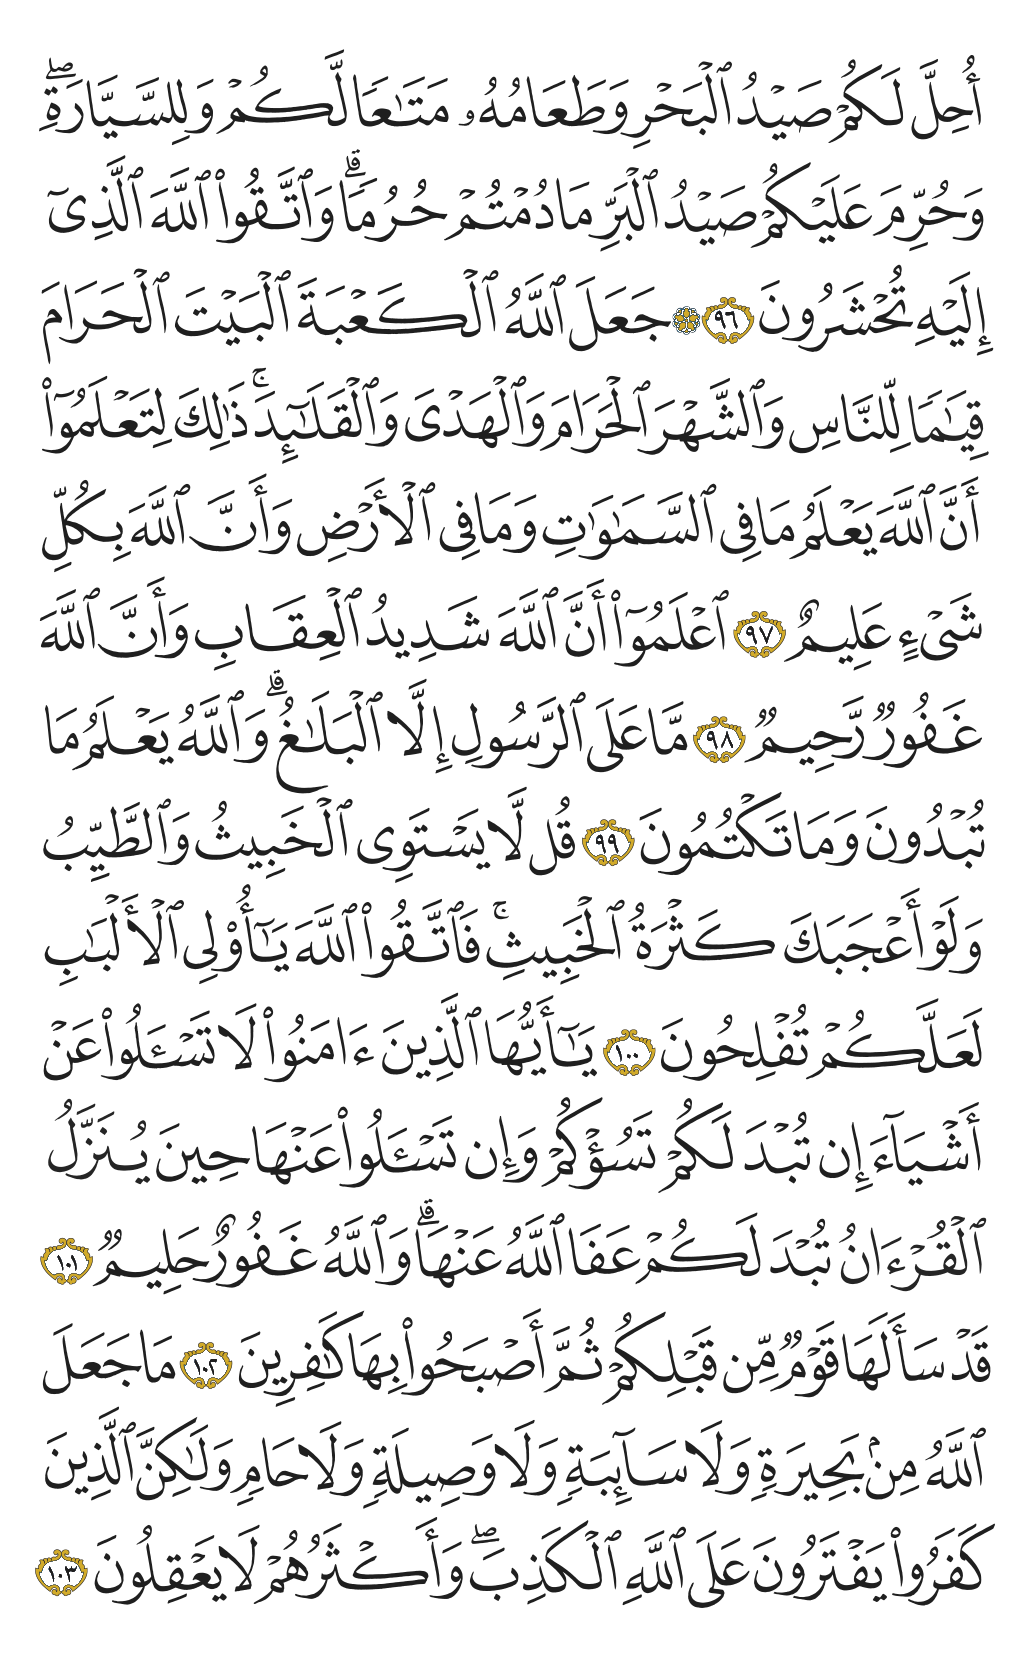 أُحِلَّ لَكُمۡ صَيۡدُ ٱلۡبَحۡرِ وَطَعَامُهُۥ مَتَٰعٗا لَّكُمۡ وَلِلسَّيَّارَةِۖ
وَحُرِّمَ عَلَيۡكُمۡ صَيۡدُ ٱلۡبَرِّ مَا دُمۡتُمۡ حُرُمٗاۗ وَٱتَّقُواْ ٱللَّهَ ٱلَّذِيٓ
إِلَيۡهِ تُحۡشَرُونَ ٩٦ ۞ جَعَلَ ٱللَّهُ ٱلۡكَعۡبَةَ ٱلۡبَيۡتَ ٱلۡحَرَامَ
قِيَٰمٗا لِّلنَّاسِ وَٱلشَّهۡرَ ٱلۡحَرَامَ وَٱلۡهَدۡيَ وَٱلۡقَلَٰٓئِدَۚ ذَٰلِكَ لِتَعۡلَمُوٓاْ
أَنَّ ٱللَّهَ يَعۡلَمُ مَا فِي ٱلسَّمَٰوَٰتِ وَمَا فِي ٱلۡأَرۡضِ وَأَنَّ ٱللَّهَ بِكُلِّ
شَيۡءٍ عَلِيمٌ ٩٧ ٱعۡلَمُوٓاْ أَنَّ ٱللَّهَ شَدِيدُ ٱلۡعِقَابِ وَأَنَّ ٱللَّهَ
غَفُورٞ رَّحِيمٞ ٩٨ مَّا عَلَى ٱلرَّسُولِ إِلَّا ٱلۡبَلَٰغُۗ وَٱللَّهُ يَعۡلَمُ مَا
تُبۡدُونَ وَمَا تَكۡتُمُونَ ٩٩ قُل لَّا يَسۡتَوِي ٱلۡخَبِيثُ وَٱلطَّيِّبُ
وَلَوۡ أَعۡجَبَكَ كَثۡرَةُ ٱلۡخَبِيثِۚ فَٱتَّقُواْ ٱللَّهَ يَٰٓأُوْلِي ٱلۡأَلۡبَٰبِ
لَعَلَّكُمۡ تُفۡلِحُونَ ١٠٠ يَٰٓأَيُّهَا ٱلَّذِينَ ءَامَنُواْ لَا تَسۡـَٔلُواْ عَنۡ
أَشۡيَآءَ إِن تُبۡدَ لَكُمۡ تَسُؤۡكُمۡ وَإِن تَسۡـَٔلُواْ عَنۡهَا حِينَ يُنَزَّلُ
ٱلۡقُرۡءَانُ تُبۡدَ لَكُمۡ عَفَا ٱللَّهُ عَنۡهَاۗ وَٱللَّهُ غَفُورٌ حَلِيمٞ ١٠١
قَدۡ سَأَلَهَا قَوۡمٞ مِّن قَبۡلِكُمۡ ثُمَّ أَصۡبَحُواْ بِهَا كَٰفِرِينَ ١٠٢ مَا جَعَلَ
ٱللَّهُ مِنۢ بَحِيرَةٖ وَلَا سَآئِبَةٖ وَلَا وَصِيلَةٖ وَلَا حَامٖ وَلَٰكِنَّ ٱلَّذِينَ
كَفَرُواْ يَفۡتَرُونَ عَلَى ٱللَّهِ ٱلۡكَذِبَۖ وَأَكۡثَرُهُمۡ لَا يَعۡقِلُونَ ١٠٣